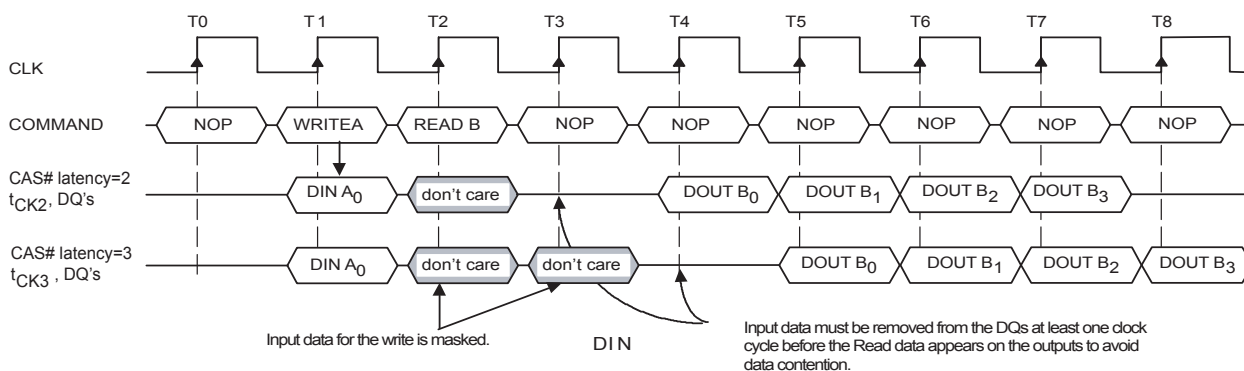 T0 T1 T2 T3 T4 T5 T6 T7 T8
CLK
COMMAND NOP WRITEA READ B NOP NOP NOP NOP NOP NOP
CAS# latency=2
tCK2, DQ's DIN A0 don't care DOUT B0 DOUT B1 DOUT B2 DOUT B3
CAS# latency=3
tCK3 , DQ's DIN A0 don't care don't care DOUT B0 DOUT B1 DOUT B2 DOUT B3
Input data for the write is masked.
DIN
Input data must be removed from the DQs at least one clock
cycle before the Read data appears on the outputs to avoid
data contention.